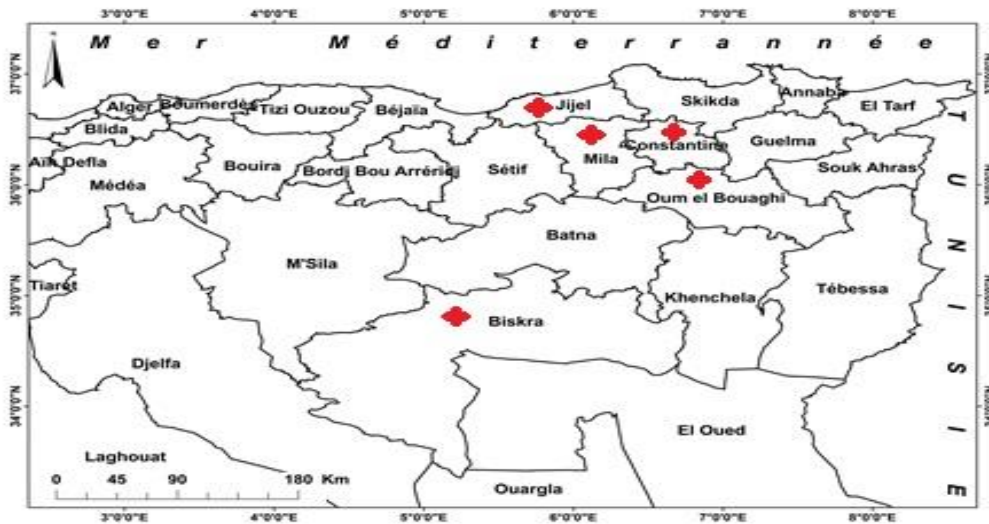 3°0'0"E 4°0'0"E 5°0'0"E 6°0'0"E 7°0'0"E 8°0'0"E
Mer Méditerrannée
37°0'0"N
Alger Boumerdès Tizi Ouzou Béjaïa Jijel Skikda Annaba El Tarf
Blida Constantine Guelma
Aïn Defla Médéa Bouira Bordj Bou Arréridj Sétif Mila Souk Ahras
36°0'0"N
Oum el Bouaghi
Batna
M'Sila
TUNISIE
35°0'0"N
Tiaret Khenchela Tébessa
Biskra
Djelfa
34°0'0"N
El Oued
Laghouat
0 45 90 180 Km
Ouargla
3°0'0"E 4°0'0"E 5°0'0"E 6°0'0"E 7°0'0"E 8°0'0"E